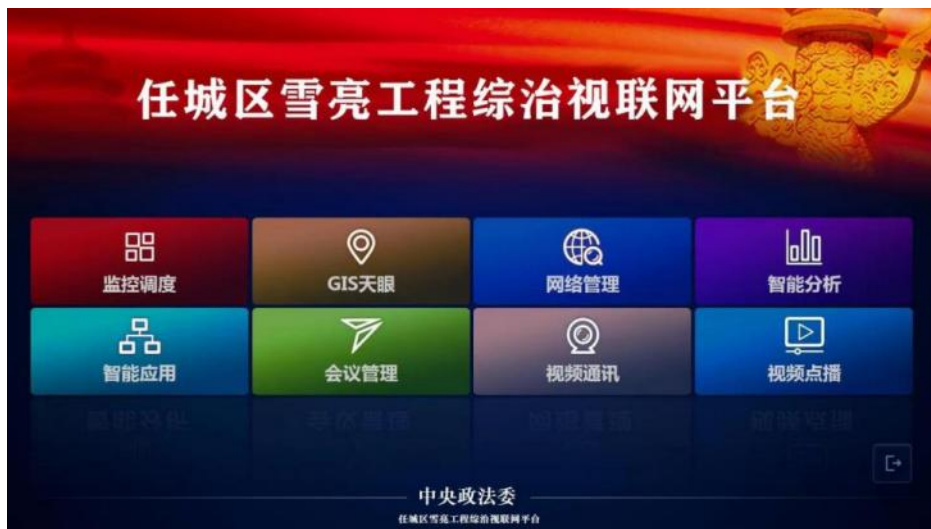 任城区雪亮工程综治视联网平台
监控调度
GIS天眼
网络管理
智能分析
智能应用
会议管理
视频通讯
视频点播
中央政法委
任城区雪亮工程综治视联网平台